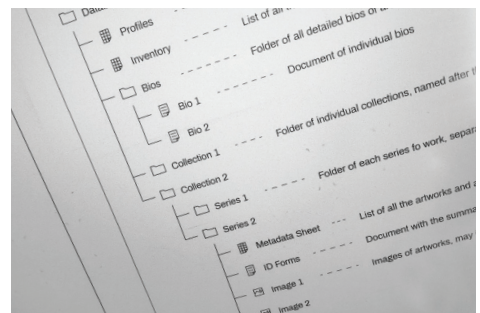 Profiles
List of all
Inventory
Folder of all detailed bios of
Bios
Document of individual bios
Bio 1
Bio 2
Folder of individual collections, named after
Collection 1
Collection 2
Folder of each series fo work,
Series 1
Series 2
List of all the artworks and
Metadata Sheet
Document with the
ID Forms
Images of artworks, may
Image 1
Image 2